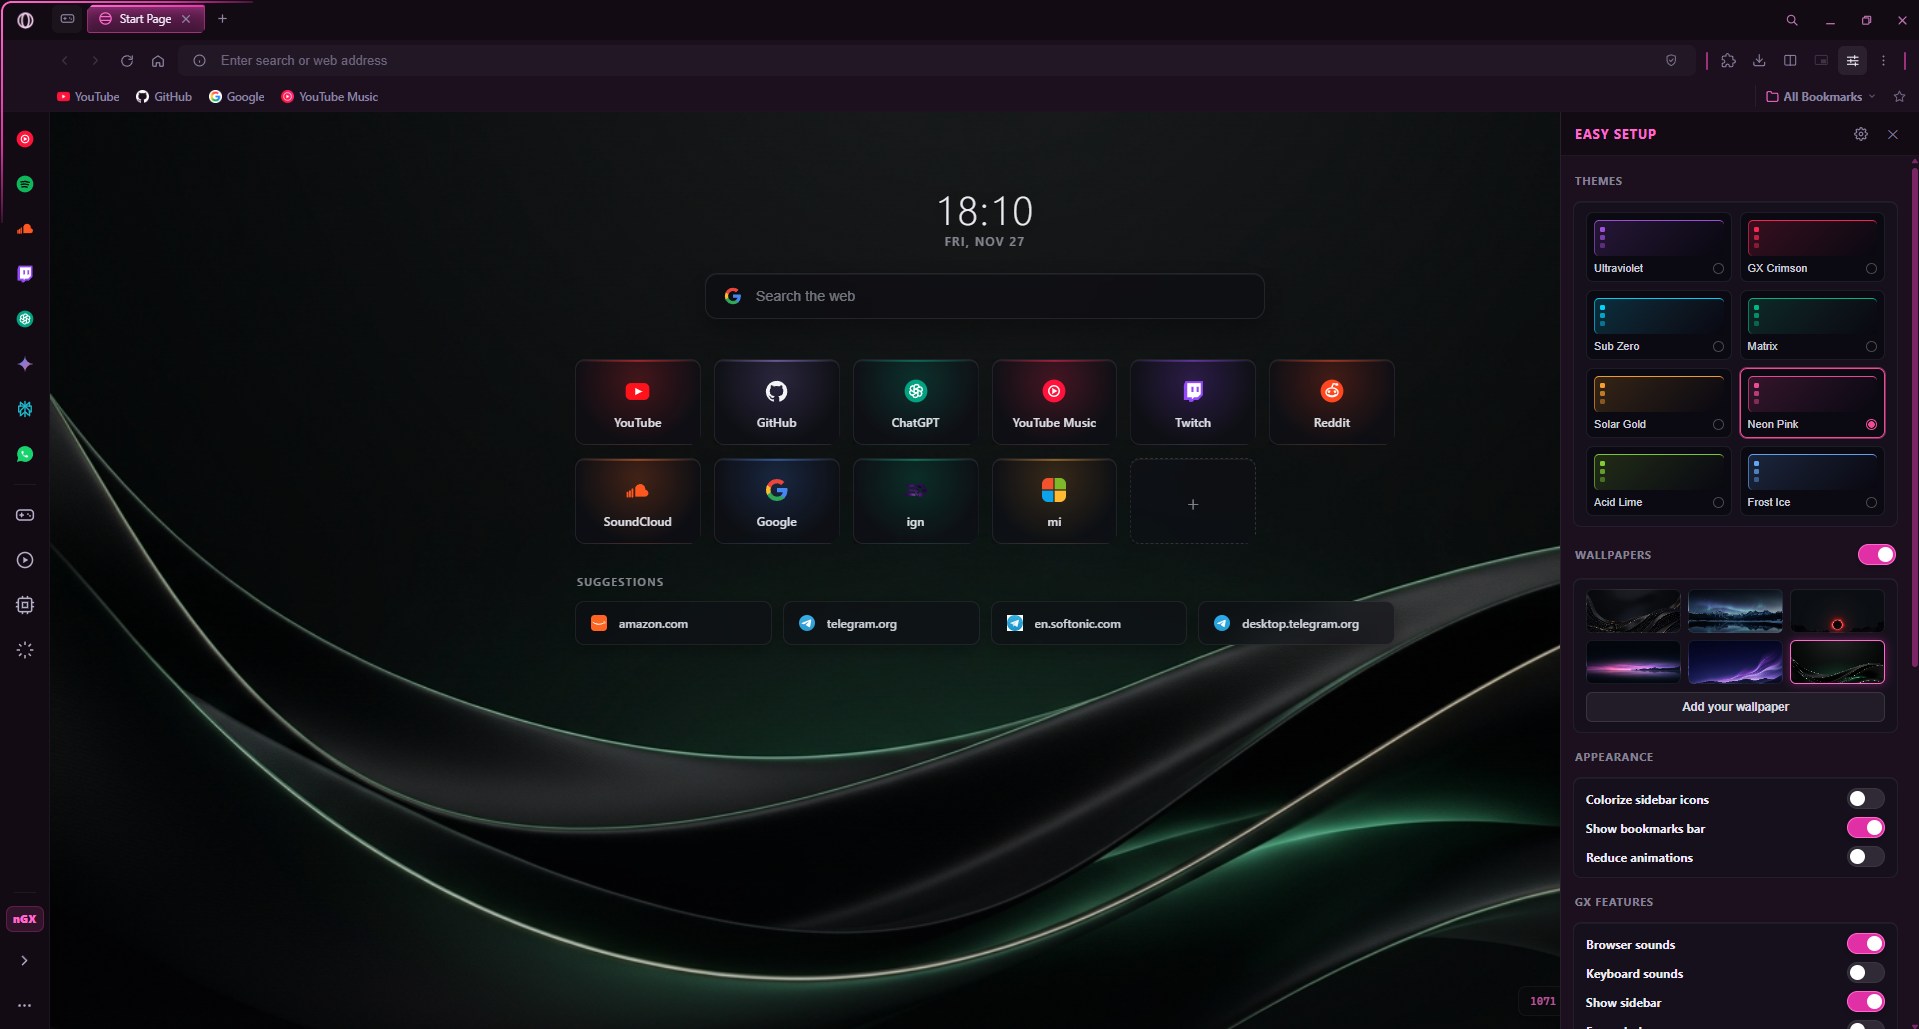 Start Page
Enter search or web address
YouTube GitHub Google YouTube Music All Bookmarks
EASY SETUP
THEMES
Ultraviolet GX Crimson
Sub Zero Matrix
Solar Gold Neon Pink
Acid Lime Frost Ice
WALLPAPERS
Add your wallpaper
APPEARANCE
Colorize sidebar icons
Show bookmarks bar
Reduce animations
GX FEATURES
Browser sounds
Keyboard sounds
Show sidebar
18:10
FRI, NOV 27
Search the web
YouTube GitHub ChatGPT YouTube Music Twitch Reddit
SoundCloud Google ign mi
SUGGESTIONS
amazon.com telegram.org en.softonic.com desktop.telegram.org
nGX
1071